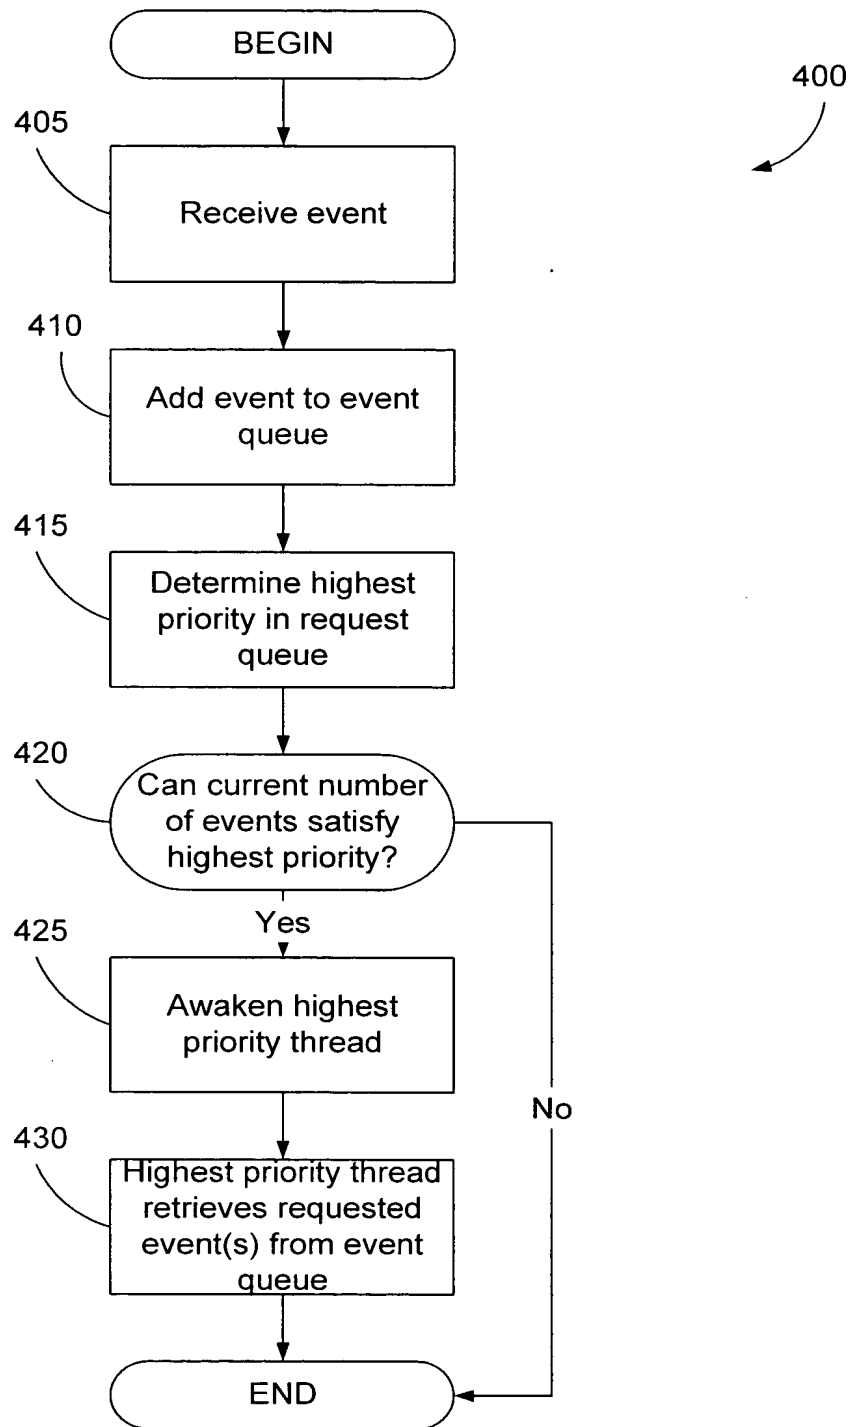 BEGIN
400
405
Receive event
410
Add event to event
queue
415
Determine highest
priority in request
queue
420
Can current number
of events satisfy
highest priority?
Yes
425
Awaken highest
priority thread
No
430
Highest priority thread
retrieves requested
event(s) from event
queue
END